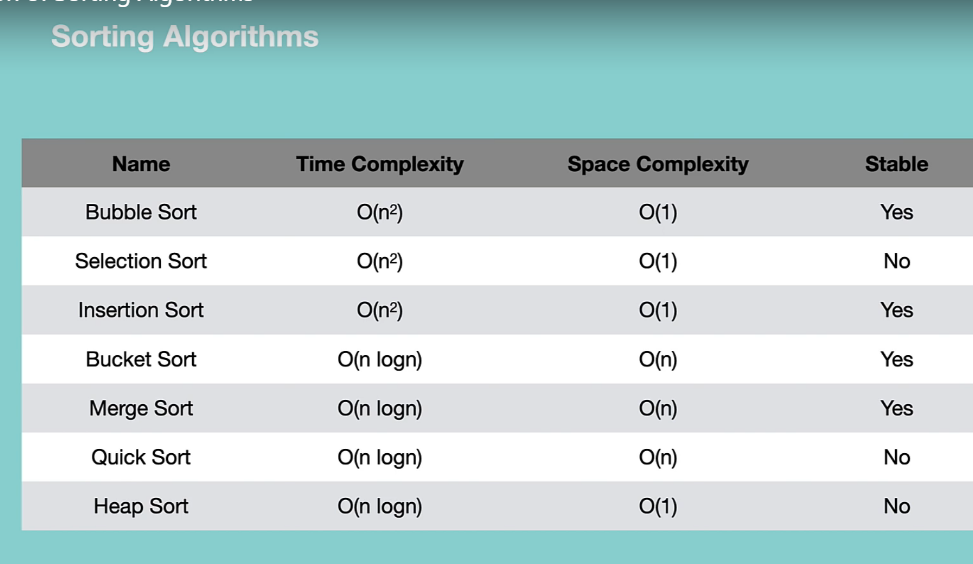 Sorting Algorithms
Name Time Complexity Space Complexity Stable
Bubble Sort O(n²) O(1) Yes
Selection Sort O(n²) O(1) No
Insertion Sort O(n²) O(1) Yes
Bucket Sort O(n logn) O(n) Yes
Merge Sort O(n logn) O(n) Yes
Quick Sort O(n logn) O(n) No
Heap Sort O(n logn) O(1) No